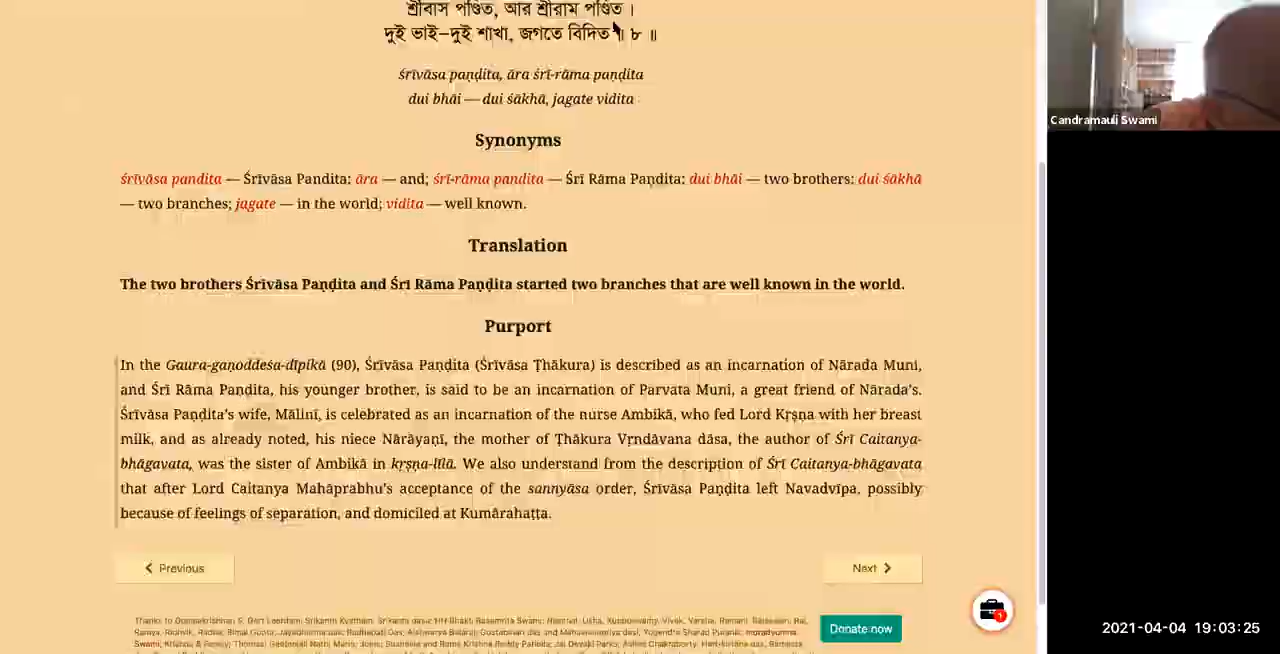 শ্রীবাস পণ্ডিত, আর শ্রীরাম পণ্ডিত ।
দুই ভাই—দুই শাখা, জগতে বিদিত ॥ ৮ ॥
śrīvāsa paṇḍita, āra śrī-rāma paṇḍita
dui bhāi — dui śākhā, jagate vidita
Synonyms
śrīvāsa pandita — Śrīvāsa Pandita; āra — and; śrī-rāma pandita — Śrī Rāma Paṇḍita; dui bhāi — two brothers; dui śākhā
— two branches; jagate — in the world; vidita — well known.
Translation
The two brothers Śrīvāsa Paṇḍita and Śrī Rāma Paṇḍita started two branches that are well known in the world.
Purport
In the Gaura-gaṇoddeśa-dīpikā (90), Śrīvāsa Paṇḍita (Śrīvāsa Ṭhākura) is described as an incarnation of Nārada Muni,
and Śrī Rāma Paṇḍita, his younger brother, is said to be an incarnation of Parvata Muni, a great friend of Nārada's.
Śrīvāsa Paṇḍita's wife, Mālinī, is celebrated as an incarnation of the nurse Ambikā, who fed Lord Kṛṣṇa with her breast
milk, and as already noted, his niece Nārāyaṇī, the mother of Ṭhākura Vṛndāvana dāsa, the author of Śrī Caitanya-
bhāgavata, was the sister of Ambikā in kṛṣṇa-līlā. We also understand from the description of Śrī Caitanya-bhāgavata
that after Lord Caitanya Mahāprabhu's acceptance of the sannyāsa order, Śrīvāsa Paṇḍita left Navadvīpa, possibly
because of feelings of separation, and domiciled at Kumārahaṭṭa.
Previous
Next
Donate now
1
Candramauli Swami
2021-04-04 19:03:25